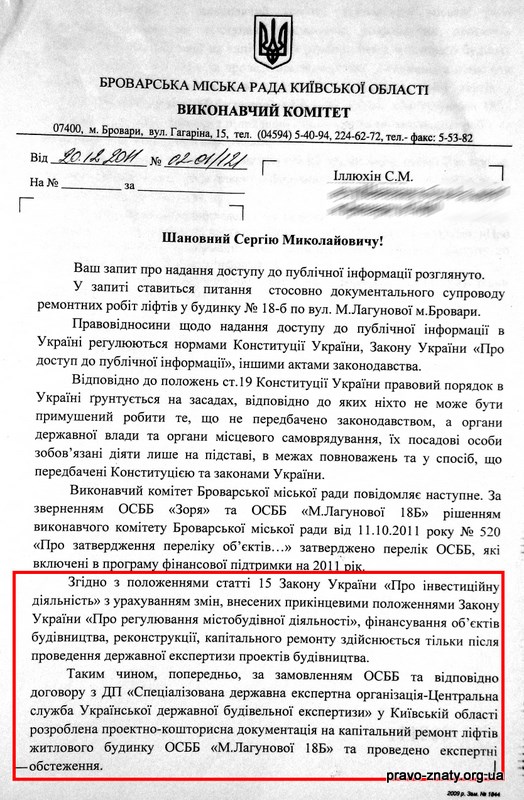 БРОВАРСЬКА МІСЬКА РАДА КИЇВСЬКОЇ ОБЛАСТІ
ВИКОНАВЧИЙ КОМІТЕТ
07400, м. Бровари, вул. Гагаріна, 15, тел. (04594) 5-40-94, 224-62-72, тел.- факс: 5-53-82
Від 20.12.2011 № 02-01/121
На № за
Іллюхін С.М.
Шановний Сергію Миколайовичу!
Ваш запит про надання доступу до публічної інформації розглянуто.
У запиті ставиться питання стосовно документального супроводу
ремонтних робіт ліфтів у будинку № 18-б по вул. М.Лагунової м.Бровари.
Правовідносини щодо надання доступу до публічної інформації в
Україні регулюються нормами Конституції України, Закону України «Про
доступ до публічної інформації», іншими актами законодавства.
Відповідно до положень ст.19 Конституції України правовий порядок в
Україні ґрунтується на засадах, відповідно до яких ніхто не може бути
примушений робити те, що не передбачено законодавством, а органи
державної влади та органи місцевого самоврядування, їх посадові особи
зобов’язані діяти лише на підставі, в межах повноважень та у спосіб, що
передбачені Конституцією та законами України.
Виконавчий комітет Броварської міської ради повідомляє наступне. За
зверненням ОСББ «Зоря» та ОСББ «М.Лагунової 18Б» рішенням
виконавчого комітету Броварської міської ради від 11.10.2011 року № 520
«Про затвердження переліку об’єктів…» затверджено перелік ОСББ, які
включені в програму фінансової підтримки на 2011 рік.
Згідно з положеннями статті 15 Закону України «Про інвестиційну
діяльність» з урахуванням змін, внесених прикінцевими положеннями Закону
України «Про регулювання містобудівної діяльності», фінансування об’єктів
будівництва, реконструкції, капітального ремонту здійснюється тільки після
проведення державної експертизи проектів будівництва.
Таким чином, попередньо, за замовленням ОСББ та відповідно
договору з ДП «Спеціалізована державна експертна організація-Центральна
служба Української державної будівельної експертизи» у Київській області
розроблена проектно-кошторисна документація на капітальний ремонт ліфтів
житлового будинку ОСББ «М.Лагунової 18Б» та проведено експертні
обстеження.
pravo-znaty.org.ua
2009 р. Зам. № 1844